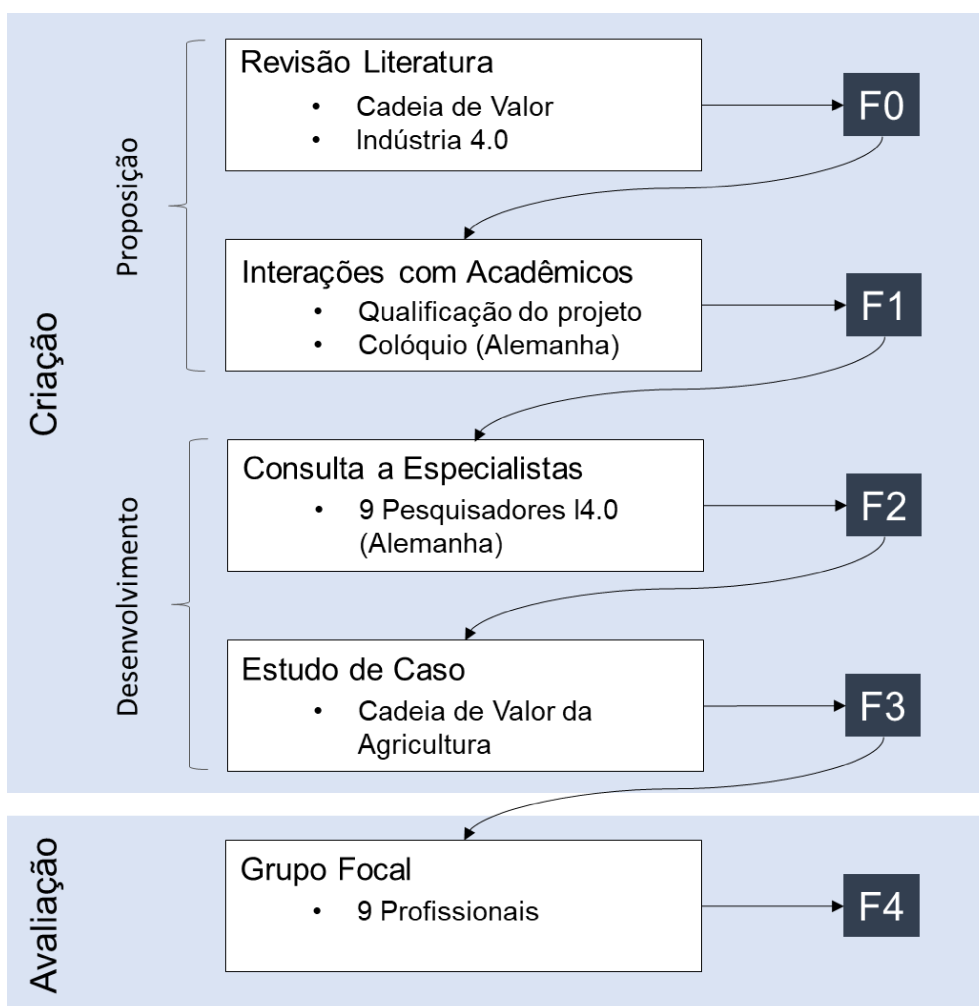 Criação
Proposição
Revisão Literatura
• Cadeia de Valor
• Indústria 4.0
F0
Interações com Acadêmicos
• Qualificação do projeto
• Colóquio (Alemanha)
F1
Desenvolvimento
Consulta a Especialistas
• 9 Pesquisadores I4.0
(Alemanha)
F2
Estudo de Caso
• Cadeia de Valor da
Agricultura
F3
Avaliação
Grupo Focal
• 9 Profissionais
F4